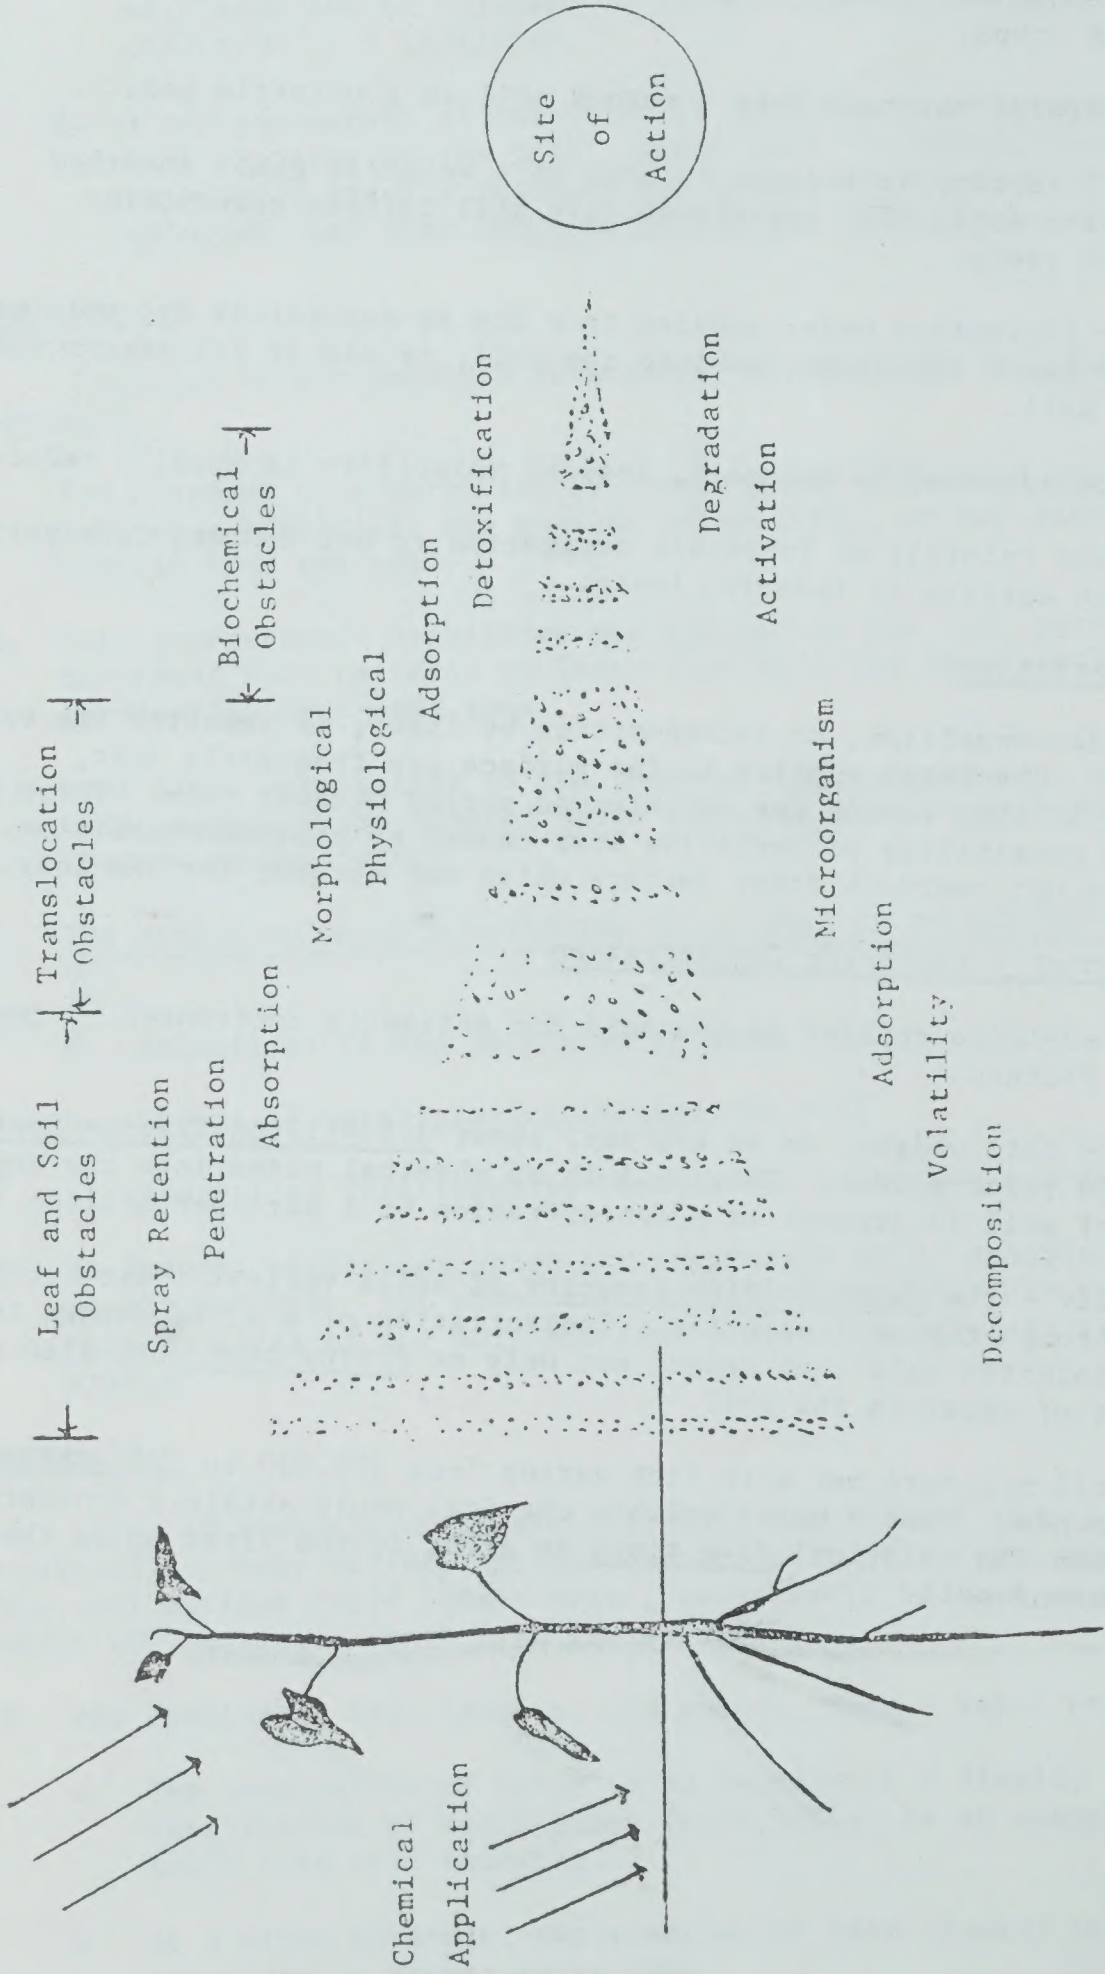 Leaf and Soil
Obstacles
Translocation
Obstacles
Biochemical
Obstacles
Spray Retention
Penetration
Absorption
Morphological
Physiological
Adsorption
Detoxification
Site
of
Action
Chemical
Application
Decomposition
Volatility
Adsorption
Microorganism
Activation
Degradation